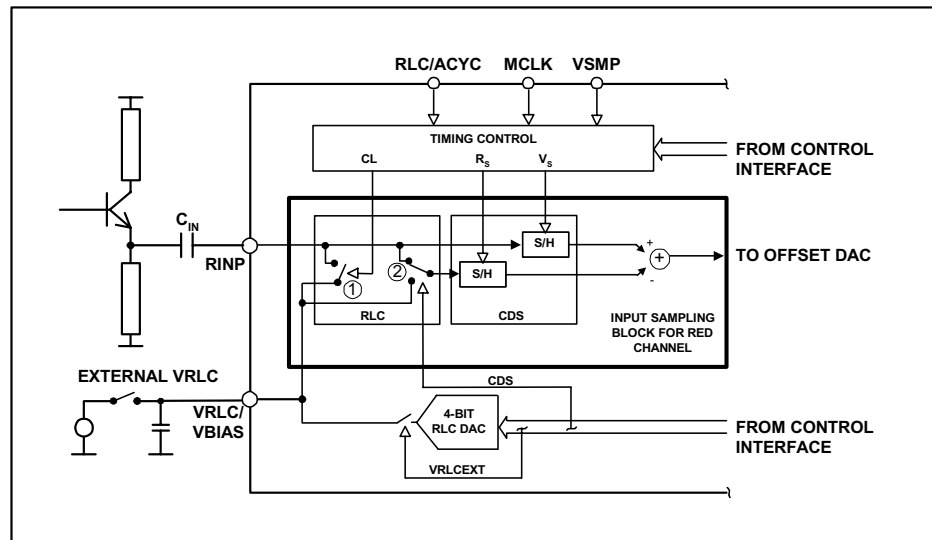 RLC/ACYC MCLK VSMP
TIMING CONTROL
CL RS VS
FROM CONTROL
INTERFACE
CIN
RINP
1
2
S/H
S/H
+
+
-
TO OFFSET DAC
RLC
CDS
INPUT SAMPLING
BLOCK FOR RED
CHANNEL
EXTERNAL VRLC
VRLC/
VBIAS
CDS
4-BIT
RLC DAC
VRLCEXT
FROM CONTROL
INTERFACE